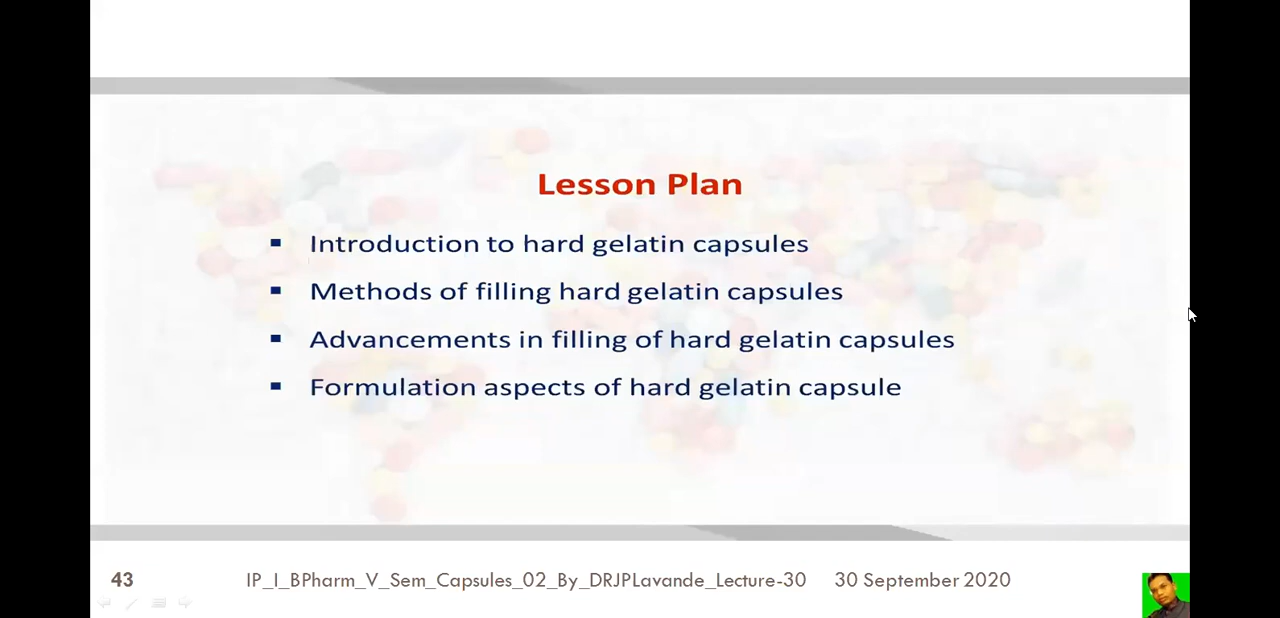 Lesson Plan
▪ Introduction to hard gelatin capsules
▪ Methods of filling hard gelatin capsules
▪ Advancements in filling of hard gelatin capsules
▪ Formulation aspects of hard gelatin capsule
43 IP_I_BPharm_V_Sem_Capsules_02_By_DRJPLavande_Lecture-30 30 September 2020